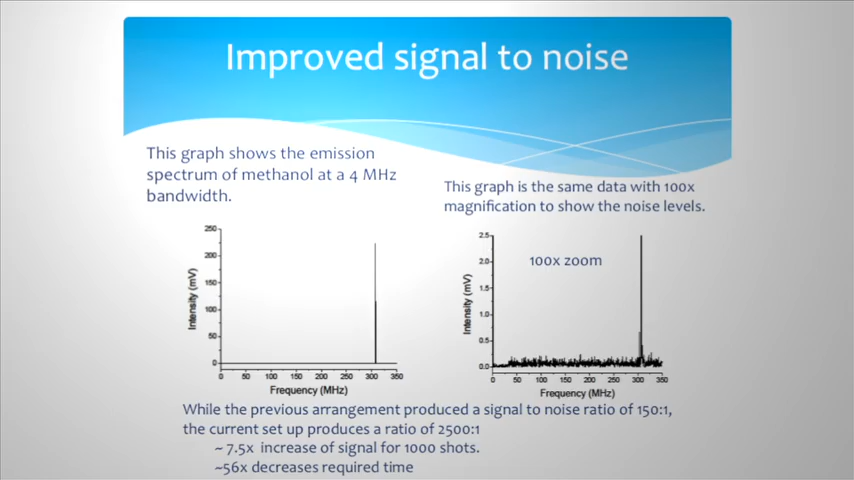 Improved signal to noise
This graph shows the emission
spectrum of methanol at a 4 MHz
bandwidth.
This graph is the same data with 100x
magnification to show the noise levels.
250
200
150
100
50
0
Intensity (mV)
0 50 100 150 200 250 300 350
Frequency (MHz)
2.5
2.0
1.5
1.0
0.5
0.0
Intensity (mV)
100x zoom
0 50 100 150 200 250 300 350
Frequency (MHz)
While the previous arrangement produced a signal to noise ratio of 150:1,
the current set up produces a ratio of 2500:1
~ 7.5x increase of signal for 1000 shots.
~56x decreases required time